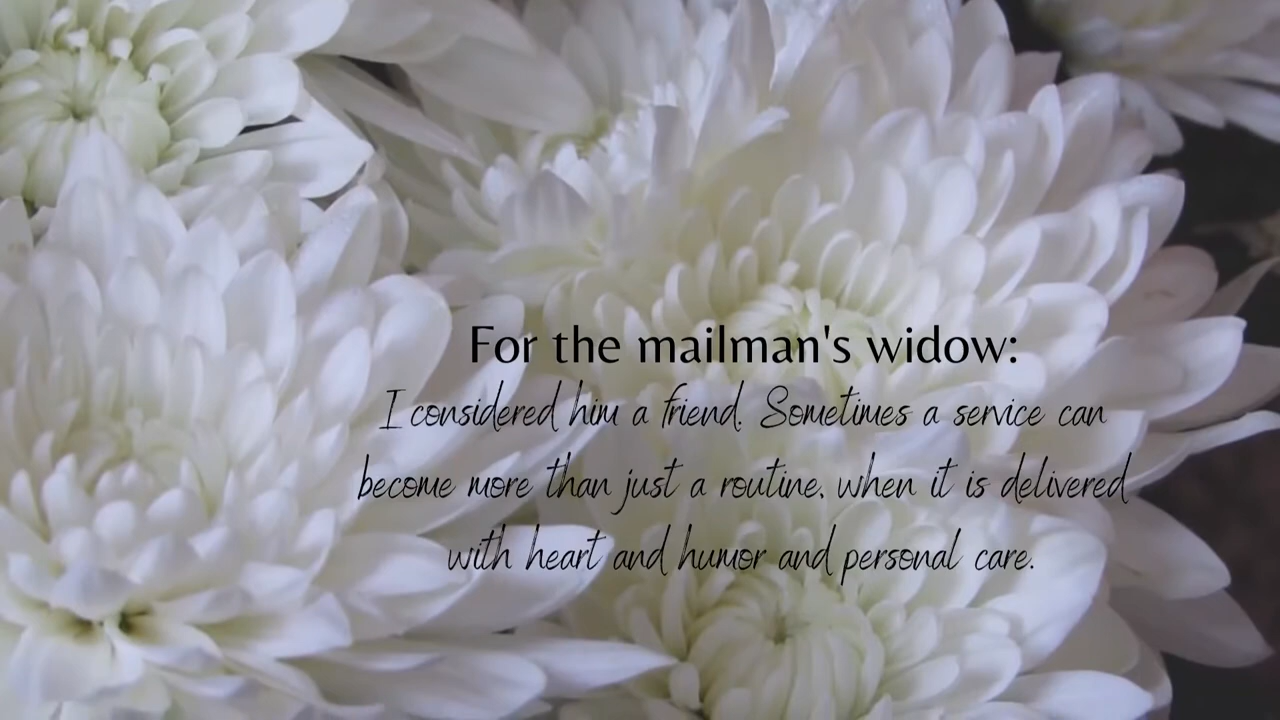 For the mailman's widow:
I considered him a friend. Sometimes a service can
become more than just a routine, when it is delivered
with heart and humor and personal care.